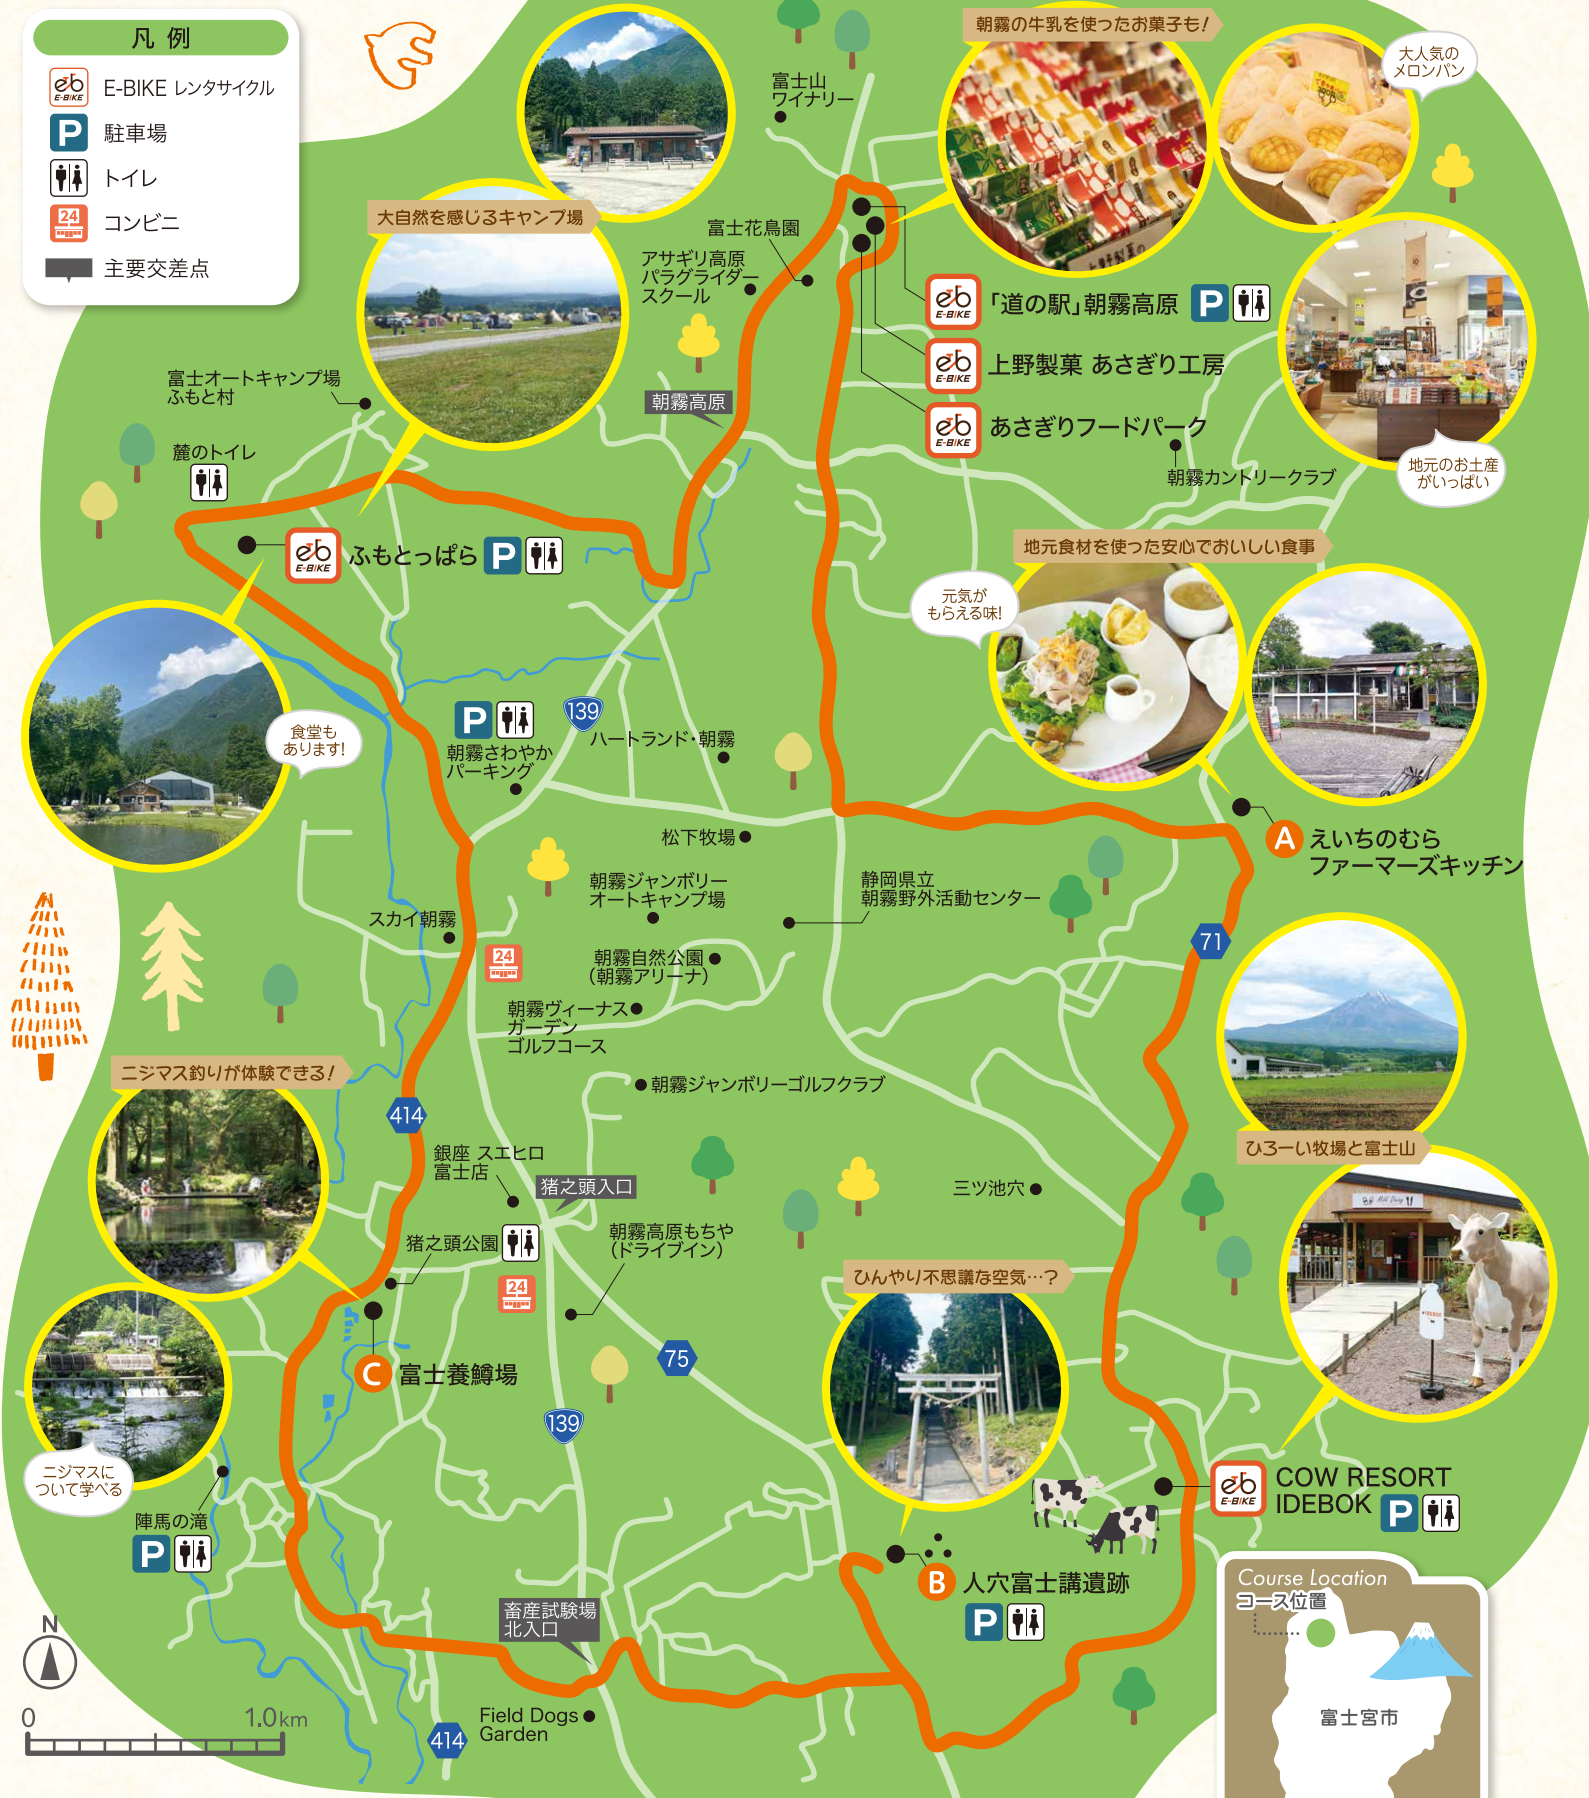 凡例
E-BIKE レンタサイクル
駐車場
トイレ
コンビニ
主要交差点
eb
E-BIKE
P
24
富士山
ワイナリー
朝霧の牛乳を使ったお菓子も!
大人気の
メロンパン
大自然を感じるキャンプ場
富士花鳥園
アサギリ高原
パラグライダー
スクール
「道の駅」朝霧高原
P
上野製菓 あさぎり工房
あさぎりフードパーク
朝霧カントリークラブ
地元のお土産
がいっぱい
富士オートキャンプ場
ふもと村
朝霧高原
麓のトイレ
ふもとっぱら
P
地元食材を使った安心でおいしい食事
元気が
もらえる味!
食堂も
あります!
P
朝霧さわやか
パーキング
139
ハートランド・朝霧
松下牧場
A
えいちのむら
ファーマーズキッチン
朝霧ジャンボリー
オートキャンプ場
静岡県立
朝霧野外活動センター
スカイ朝霧
24
71
朝霧自然公園
(朝霧アリーナ)
朝霧ヴィーナス
ガーデン
ゴルフコース
ニジマス釣りが体験できる!
朝霧ジャンボリーゴルフクラブ
414
ひろーい牧場と富士山
銀座 スエヒロ
富士店
猪之頭入口
三ツ池穴
猪之頭公園
朝霧高原もちや
(ドライブイン)
24
ひんやり不思議な空気…?
75
C
富士養鱒場
139
ニジマスに
ついて学べる
陣馬の滝
P
COW RESORT
IDEBOK
P
B
人穴富士講遺跡
P
畜産試験場
北入口
Course Location
コース位置
富士宮市
N
0
1.0km
414
Field Dogs
Garden